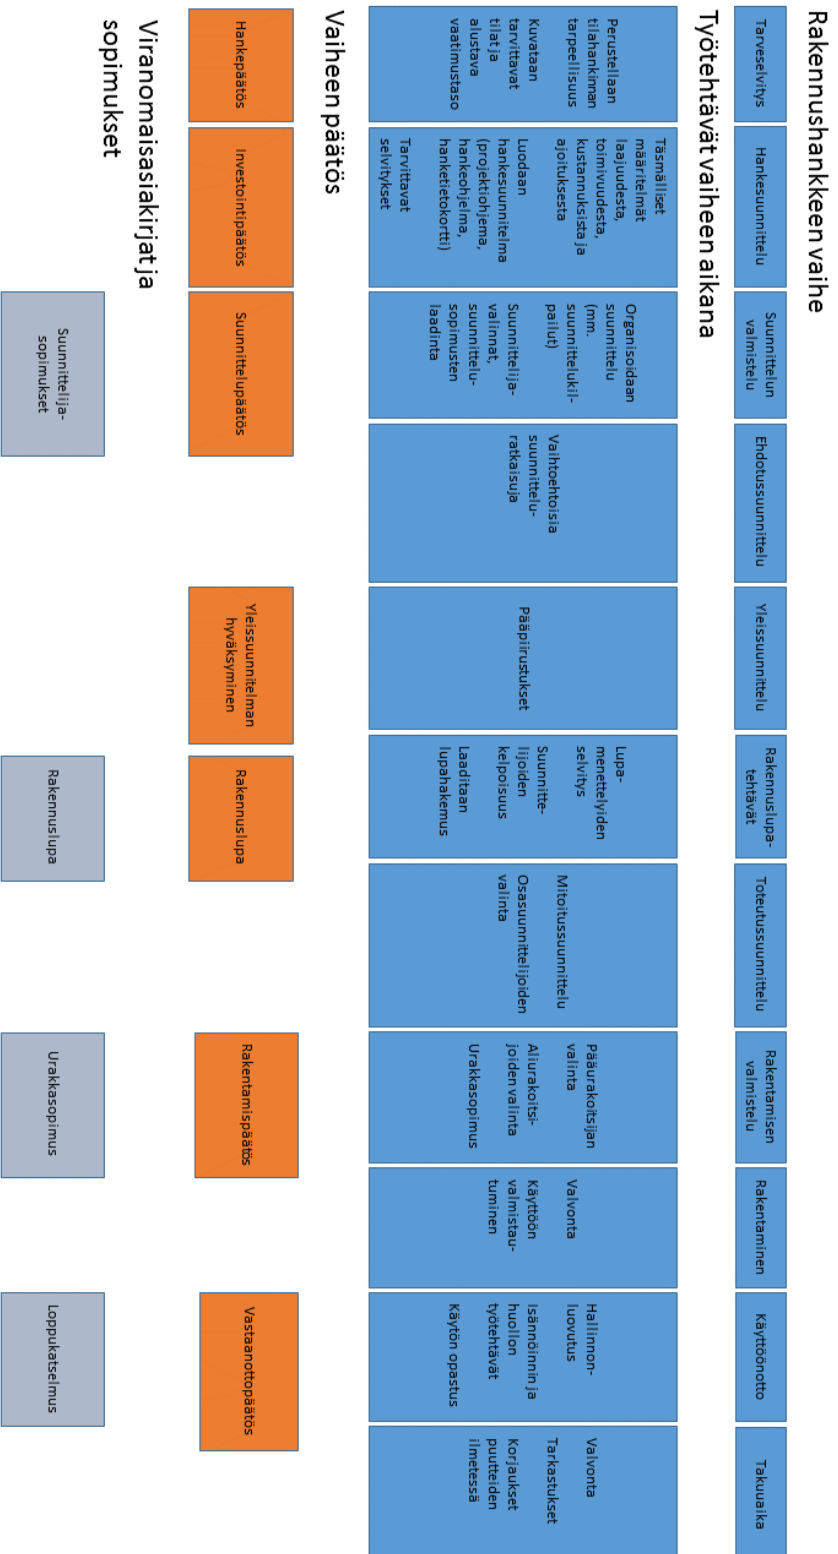 Rakennushankkeen vaihe
Tarveselvitys
Hankesuunnittelu
Suunnittelun
valmistelu
Ehdotussuunnittelu
Yleissuunnittelu
Rakennuslupa-
tehtävät
Toteutussuunnittelu
Rakentamisen
valmistelu
Rakentaminen
Käyttöönotto
Takuuaika
Työtehtävät vaiheen aikana
Perustellaan
tilahankinnan
tarpeellisuus
Kuvataan
tarvittavat
tilat ja
alustava
vaatimustaso
Täsmälliset
määritelmät
laajuudesta,
toimivuudesta,
kustannuksista ja
ajoituksesta
Luodaan
hankesuunnitelma
(projektiohjema,
hankeohjelma,
hanketietokortti)
Tarvittavat
selvitykset
Organisoidaan
suunnittelu
(mm.
suunnittelukil-
pailut)
Suunnittelija-
valinnat,
suunnittelu-
sopimusten
laadinta
Vaihtoehtoisia
suunnittelu-
ratkaisuja
Pääpiirustukset
Lupa-
menettelyiden
selvitys
Suunnitte-
lijoiden
kelpoisuus
Laaditaan
lupahakemus
Mitoitussuunnittelu
Osasuunnittelijoiden
valinta
Pääurakoitsijan
valinta
Aliurakoitsi-
joiden valinta
Urakkasopimus
Valvonta
Käyttöön
valmistau-
tuminen
Hallinnon-
luovutus
Isännöinnin ja
huollon
työtehtävät
Käytön opastus
Valvonta
Tarkastukset
Korjaukset
puutteiden
ilmetessä
Vaiheen päätös
Hankepäätös
Investointipäätös
Suunnittelupäätös
Yleissuunnitelman
hyväksyminen
Rakennuslupa
Rakentamispäätös
Vastaanottopäätös
Viranomaisasiakirjat ja
sopimukset
Suunnittelija-
sopimukset
Rakennuslupa
Urakkasopimus
Loppukatselmus